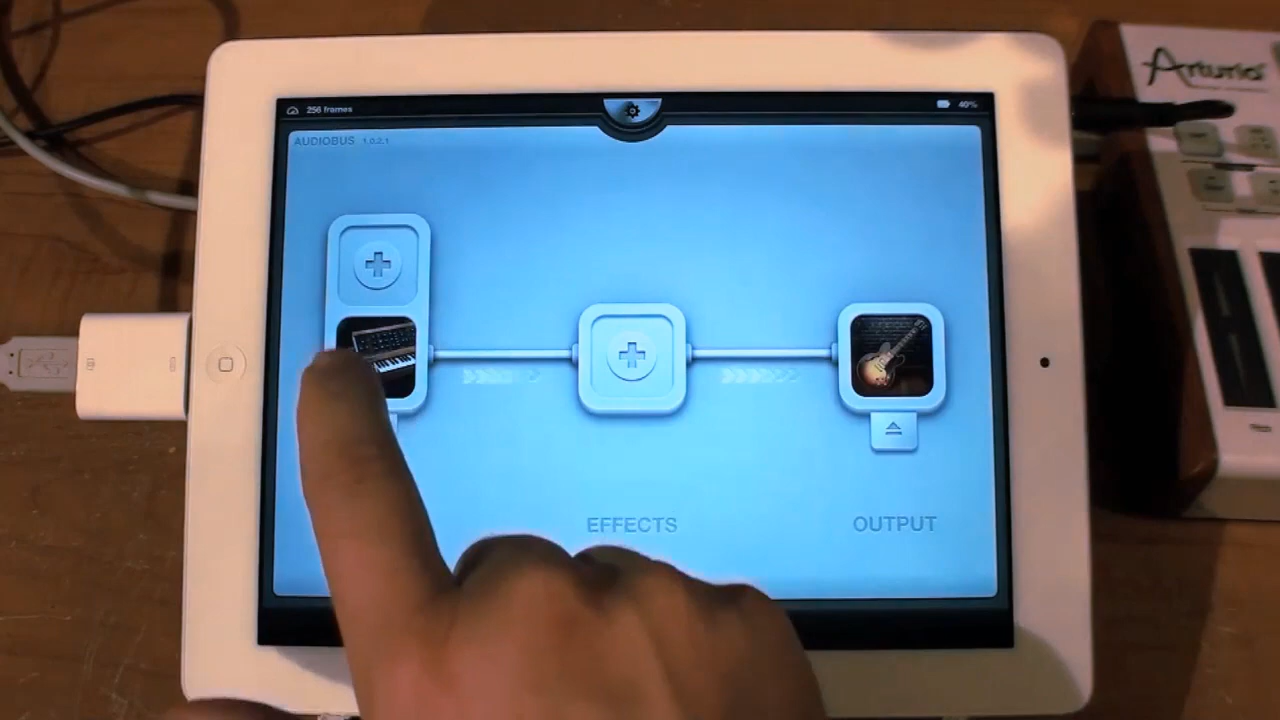 256 frames
40%
AUDIOBUS 1.0.2.1
Arturia
EFFECTS
OUTPUT